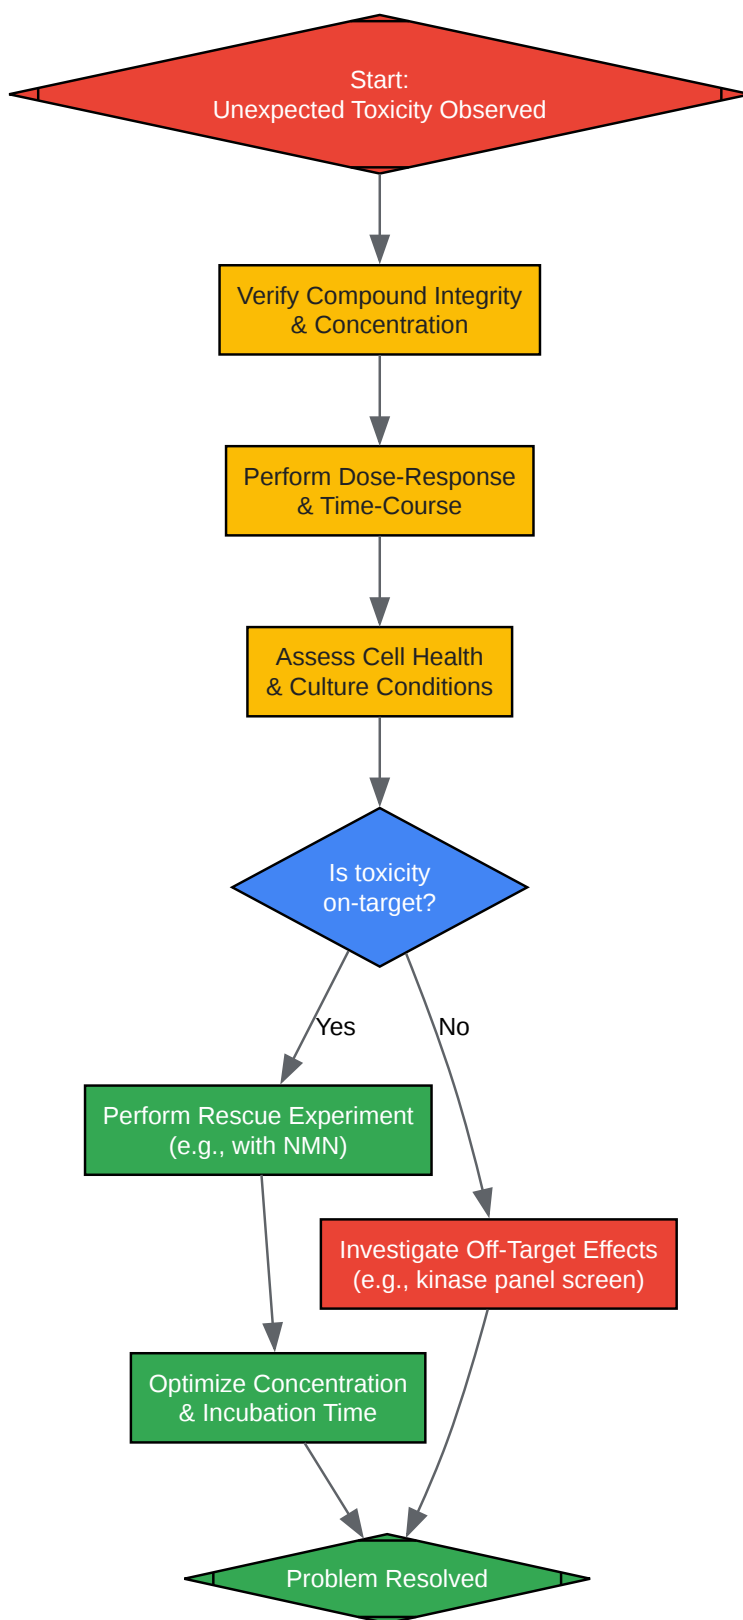 Start:
Unexpected Toxicity Observed
Verify Compound Integrity
& Concentration
Perform Dose-Response
& Time-Course
Assess Cell Health
& Culture Conditions
Is toxicity
on-target?
Yes
No
Perform Rescue Experiment
(e.g., with NMN)
Investigate Off-Target Effects
(e.g., kinase panel screen)
Optimize Concentration
& Incubation Time
Problem Resolved